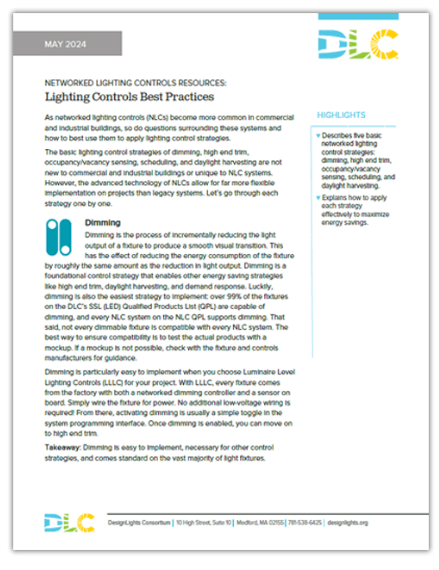 MAY 2024
DLC
NETWORKED LIGHTING CONTROLS RESOURCES:
Lighting Controls Best Practices
As networked lighting controls (NLCs) become more common in commercial
and industrial buildings, so do questions surrounding these systems and
how to best use them to apply lighting control strategies.
The basic lighting control strategies of dimming, high end trim,
occupancy/vacancy sensing, scheduling, and daylight harvesting are not
new to commercial and industrial buildings or unique to NLC systems.
However, the advanced technology of NLCs allow for far more flexible
implementation on projects than legacy systems. Let's go through each
strategy one by one.
Dimming
Dimming is the process of incrementally reducing the light
output of a fixture to produce a smooth visual transition. This
has the effect of reducing the energy consumption of the fixture
by roughly the same amount as the reduction in light output. Dimming is a
foundational control strategy that enables other energy saving strategies
like high end trim, daylight harvesting, and demand response. Luckily,
dimming is also the easiest strategy to implement: over 99% of the fixtures
on the DLC's SSL (LED) Qualified Products List (QPL) are capable of
dimming, and every NLC system on the NLC QPL supports dimming. That
said, not every dimmable fixture is compatible with every NLC system. The
best way to ensure compatibility is to test the actual products with a
mockup. If a mockup is not possible, check with the fixture and controls
manufacturers for guidance.
Dimming is particularly easy to implement when you choose Luminaire Level
Lighting Controls (LLLC) for your project. With LLLC, every fixture comes
from the factory with both a networked dimming controller and a sensor on
board. Simply wire the fixture for power. No additional low-voltage wiring is
required! From there, activating dimming is usually a simple toggle in the
system programming interface. Once dimming is enabled, you can move on
to high end trim.
Takeaway: Dimming is easy to implement, necessary for other control
strategies, and comes standard on the vast majority of light fixtures.
HIGHLIGHTS
Describes five basic
networked lighting
control strategies:
dimming, high end trim,
occupancy/vacancy
sensing, scheduling, and
daylight harvesting.
Explains how to apply
each strategy
effectively to maximize
energy savings.
DLC
DesignLights Consortium | 10 High Street, Suite 10 | Medford, MA 02155 | 781-538-6425 | designlights.org